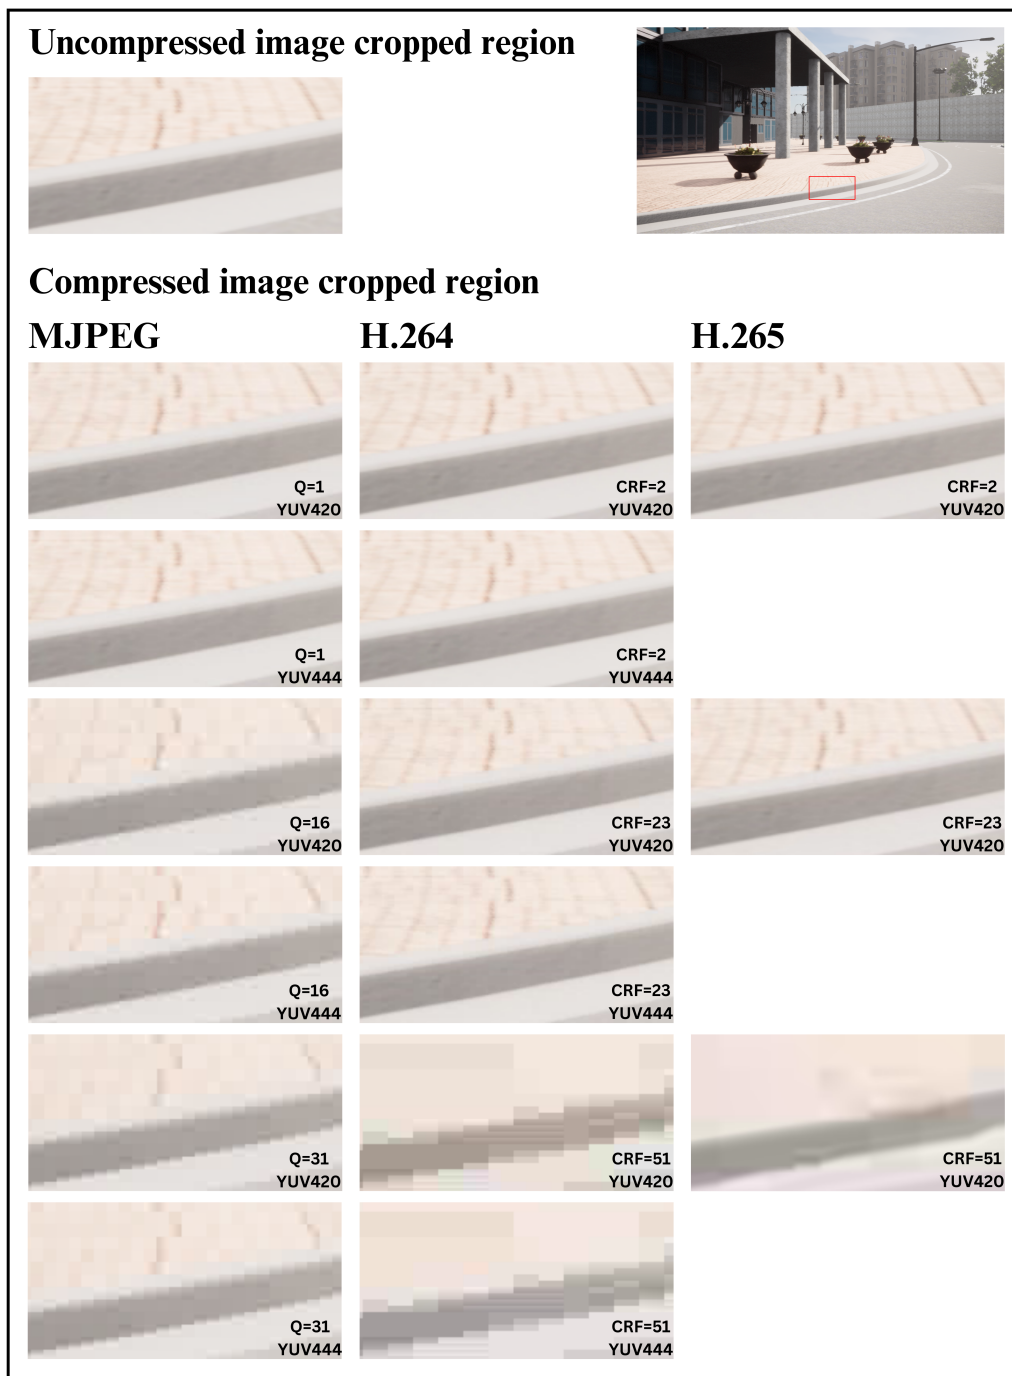 Uncompressed image cropped region
Compressed image cropped region
MJPEG H.264 H.265
Q=1 CRF=2 CRF=2
YUV420 YUV420 YUV420
Q=1 CRF=2
YUV444 YUV444
Q=16 CRF=23 CRF=23
YUV420 YUV420 YUV420
Q=16 CRF=23
YUV444 YUV444
Q=31 CRF=51 CRF=51
YUV420 YUV420 YUV420
Q=31 CRF=51
YUV444 YUV444